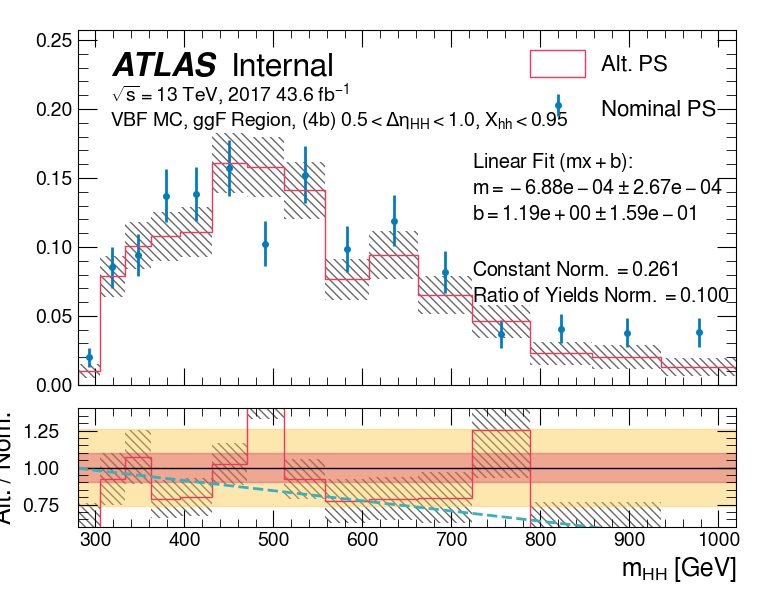 0.25
0.20
0.15
0.10
0.05
0.00
ATLAS Internal
√s = 13 TeV, 2017 43.6 fb⁻¹
VBF MC, ggF Region, (4b) 0.5 < Δη_HH < 1.0, X_hh < 0.95
Alt. PS
Nominal PS
Linear Fit (mx + b):
m = − 6.88e − 04 ± 2.67e − 04
b = 1.19e + 00 ± 1.59e − 01
Constant Norm. = 0.261
Ratio of Yields Norm. = 0.100
Alt. / Nom.
1.25
1.00
0.75
300 400 500 600 700 800 900 1000
m_HH [GeV]